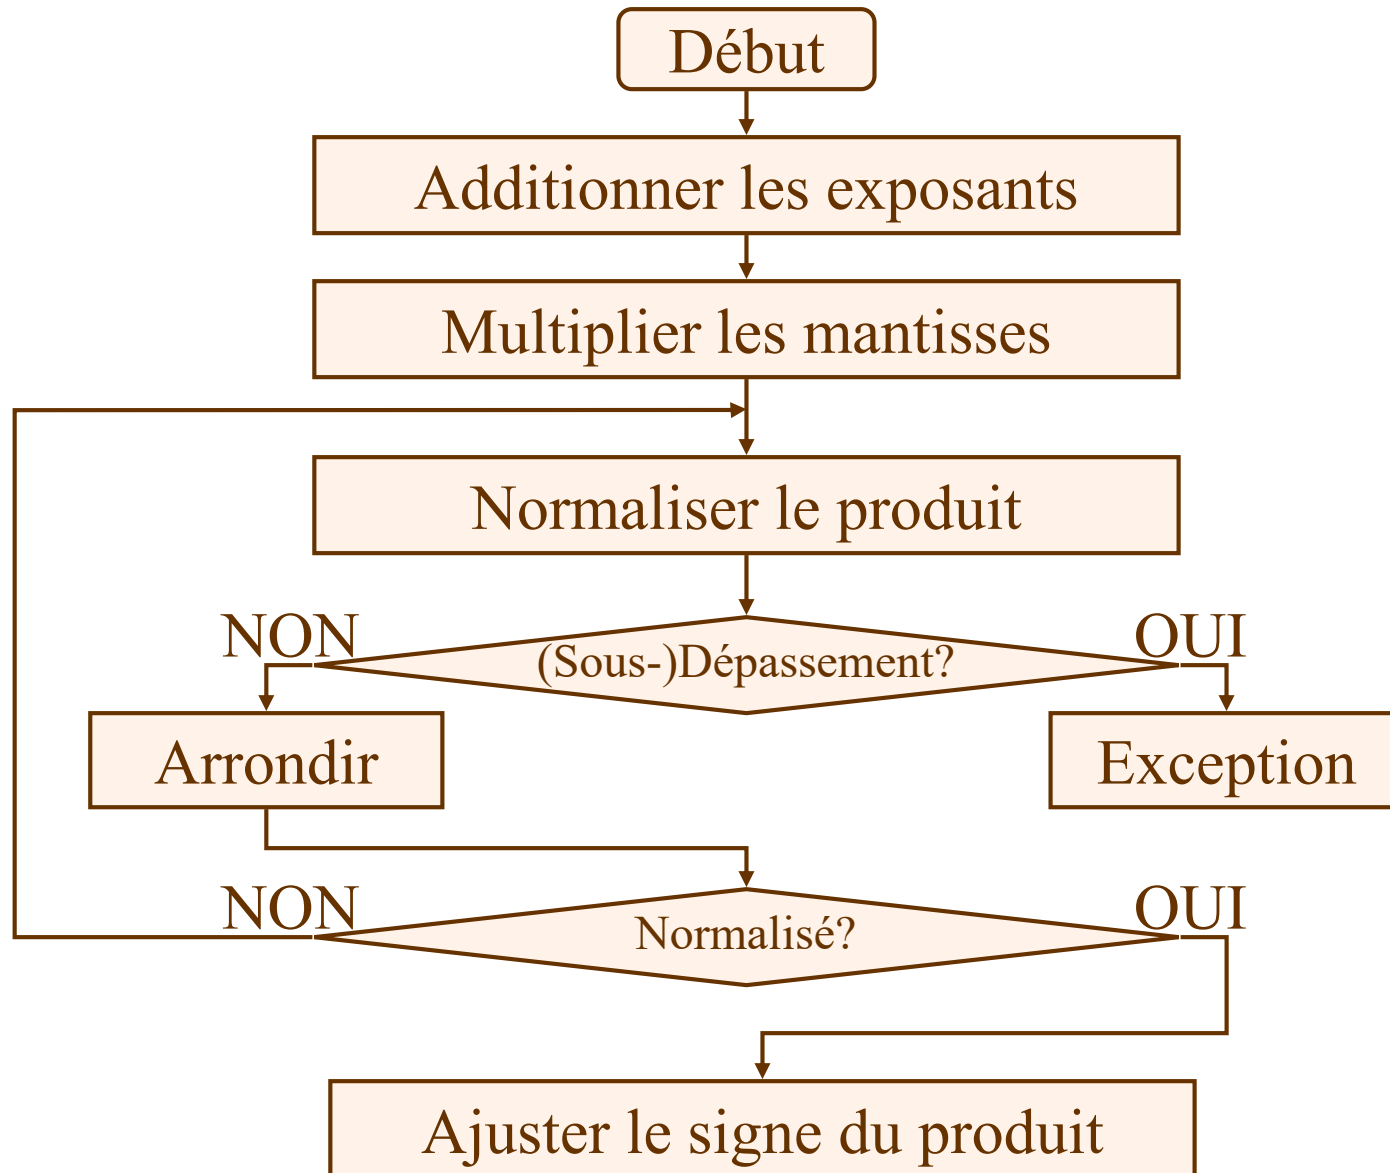 Début
Additionner les exposants
Multiplier les mantisses
Normaliser le produit
NON
(Sous-)Dépassement?
OUI
Arrondir
Exception
NON
Normalisé?
OUI
Ajuster le signe du produit